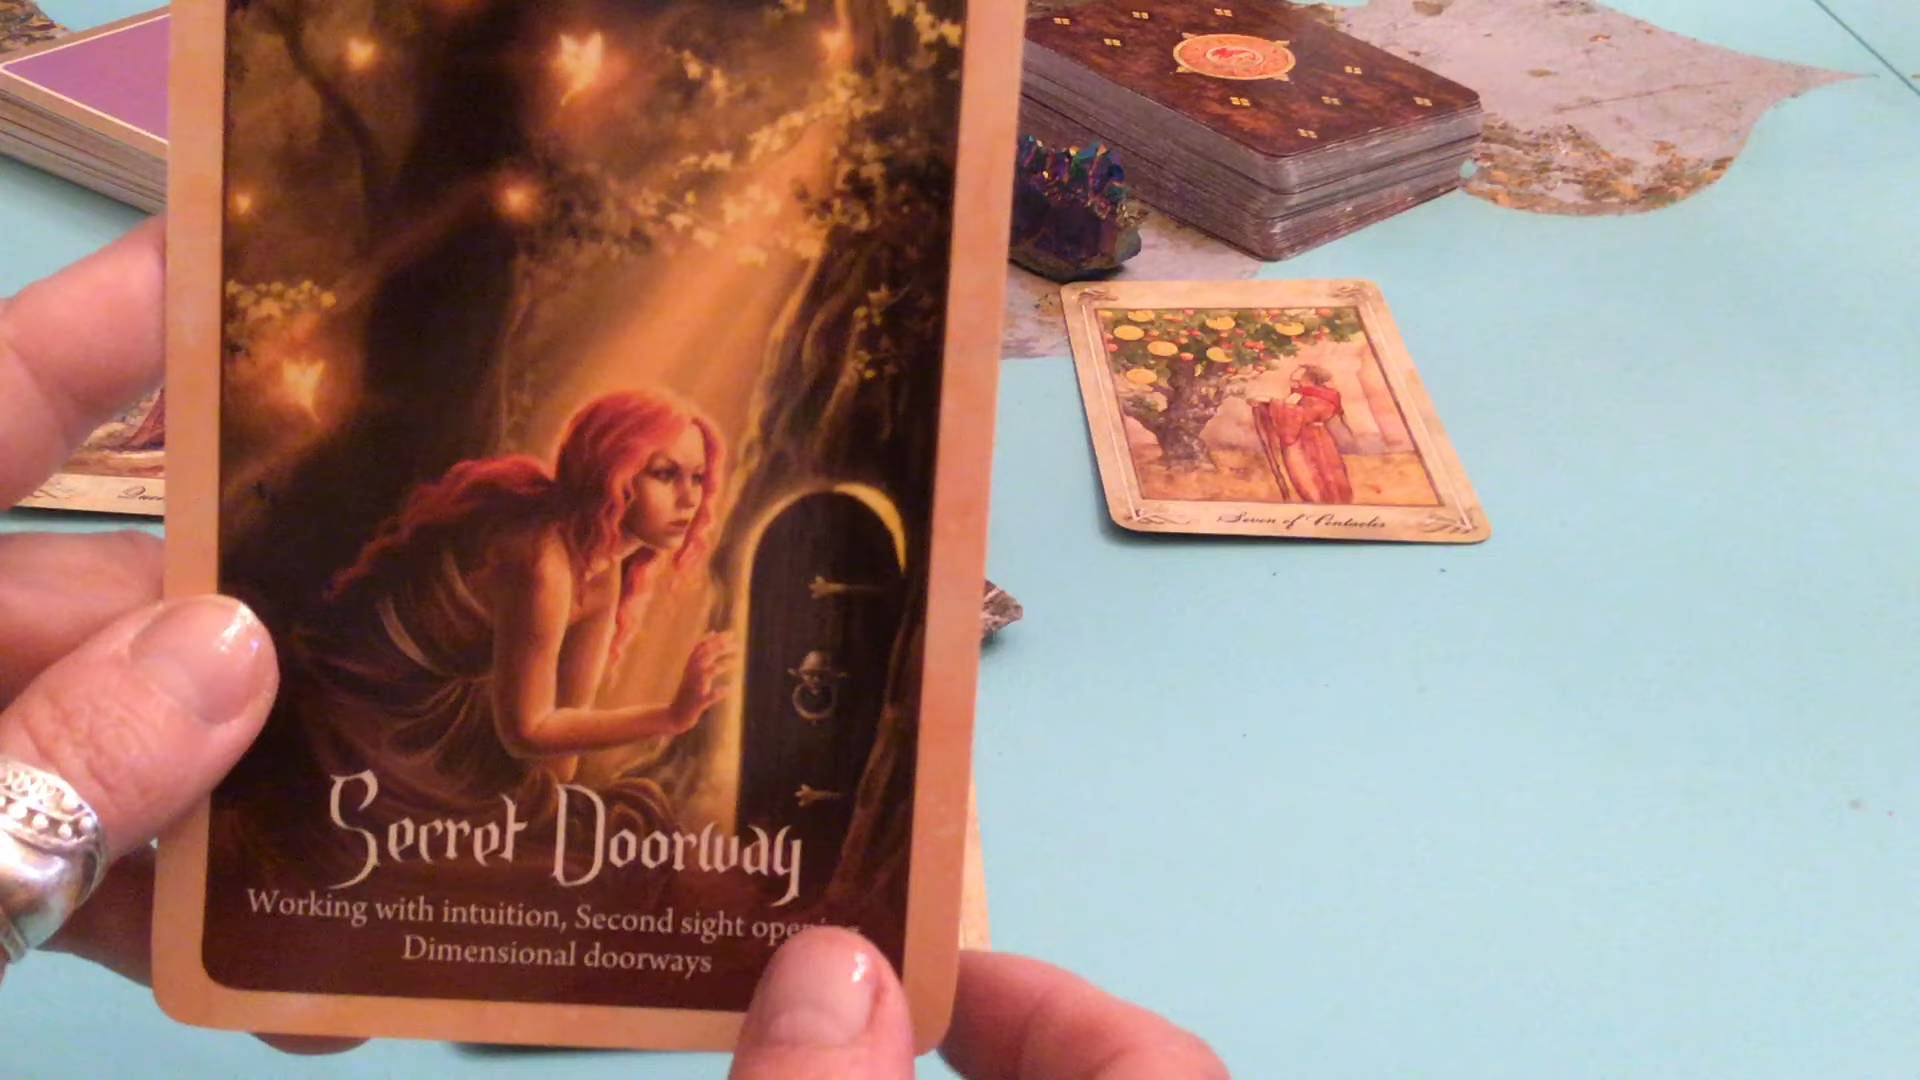 Secret Doorway
Working with intuition, Second sight
Dimensional doorways
Seven of Pentacles